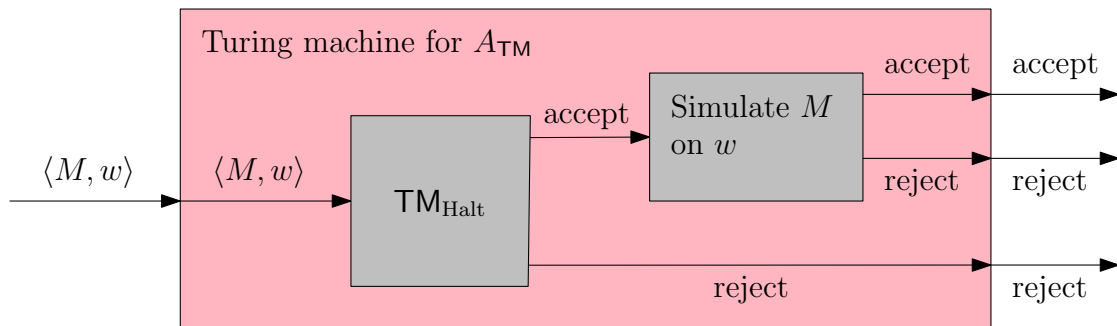 Turing machine for A_TM
accept
accept
accept
Simulate M
on w
⟨M, w⟩
⟨M, w⟩
TM_Halt
reject
reject
reject
reject